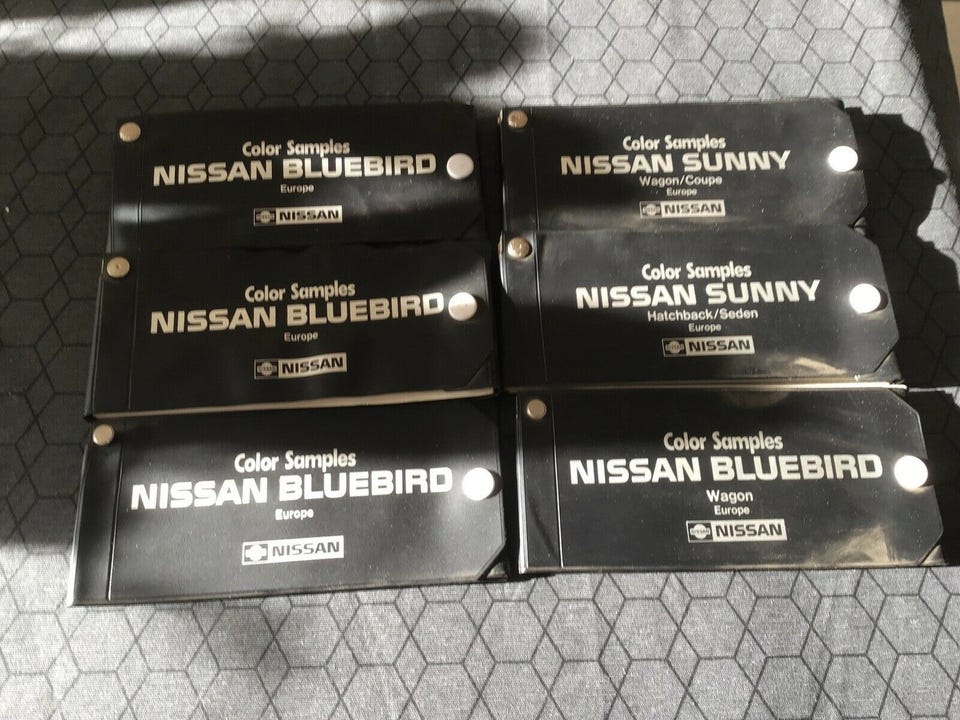 Color Samples
NISSAN BLUEBIRD
Europe
NISSAN
Color Samples
NISSAN SUNNY
Wagon/Coupe
Europe
NISSAN
Color Samples
NISSAN BLUEBIRD
Europe
NISSAN
Color Samples
NISSAN SUNNY
Hatchback/Seden
Europe
NISSAN
Color Samples
NISSAN BLUEBIRD
Europe
NISSAN
Color Samples
NISSAN BLUEBIRD
Wagon
Europe
NISSAN